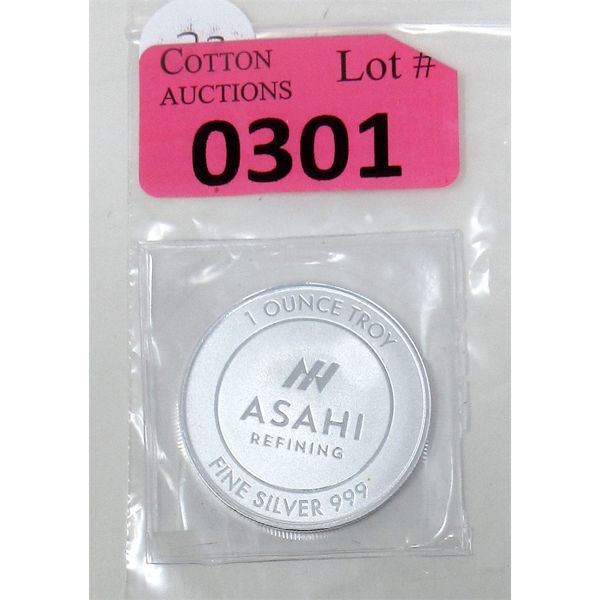 COTTON AUCTIONS
Lot #
0301
1 OUNCE TROY
ASAHI
REFINING
FINE SILVER 999